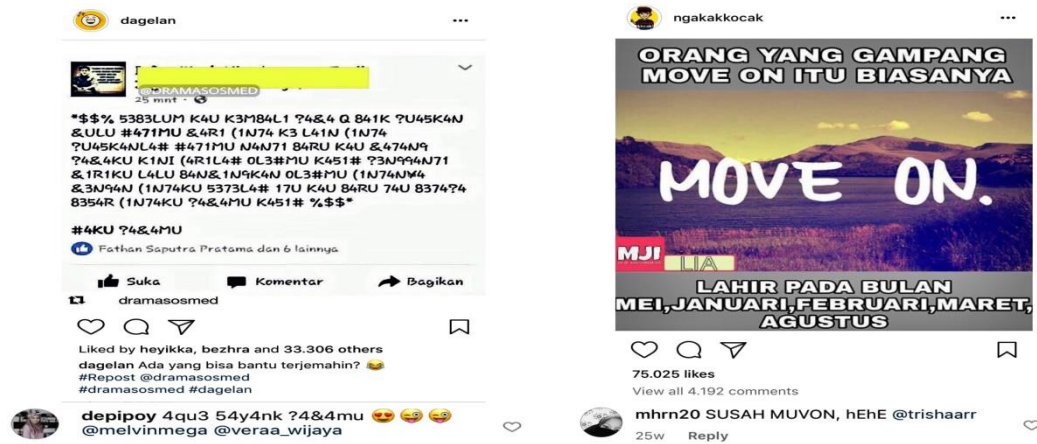 dagelan
@DRAMASOSMED
25 mnt
*$$% 5383LUM K4U K3M84L1 ?4&4 Q 841K ?U45K4N
&ULU #471MU &4R1 (1N74 K3 L41N (1N74
?U45K4NL4# #471MU N4N71 84RU K4U &474N9
?4&4KU K1NI (4R1L4# OL3#MU K451# ?3N994N71
&1R1KU L4LU 84N&1N9K4N OL3#MU (1N74N¥4
&3N94N (1N74KU 5373L4# 17U K4U 84RU 74U 8374?4
8354R (1N74KU ?4&4MU K451# %$$*
#4KU ?4&4MU
Fathan Saputra Pratama dan 6 lainnya
Suka Komentar Bagikan
dramasosmed
Liked by heyikka, bezhra and 33.306 others
dagelan Ada yang bisa bantu terjemahin? 😂
#Repost @dramasosmed
#dramasosmed #dagelan
depipoy 4qu3 54y4nk ?4&4mu 😍😜😜
@melvinmega @veraa_wijaya
ngakakkocak
ORANG YANG GAMPANG
MOVE ON ITU BIASANYA
MOVE ON.
MJI
LIA
LAHIR PADA BULAN
MEI,JANUARI,FEBRUARI,MARET,
AGUSTUS
75.025 likes
View all 4.192 comments
mhrn20 SUSAH MUVON, hEhE @trishaarr
25w Reply